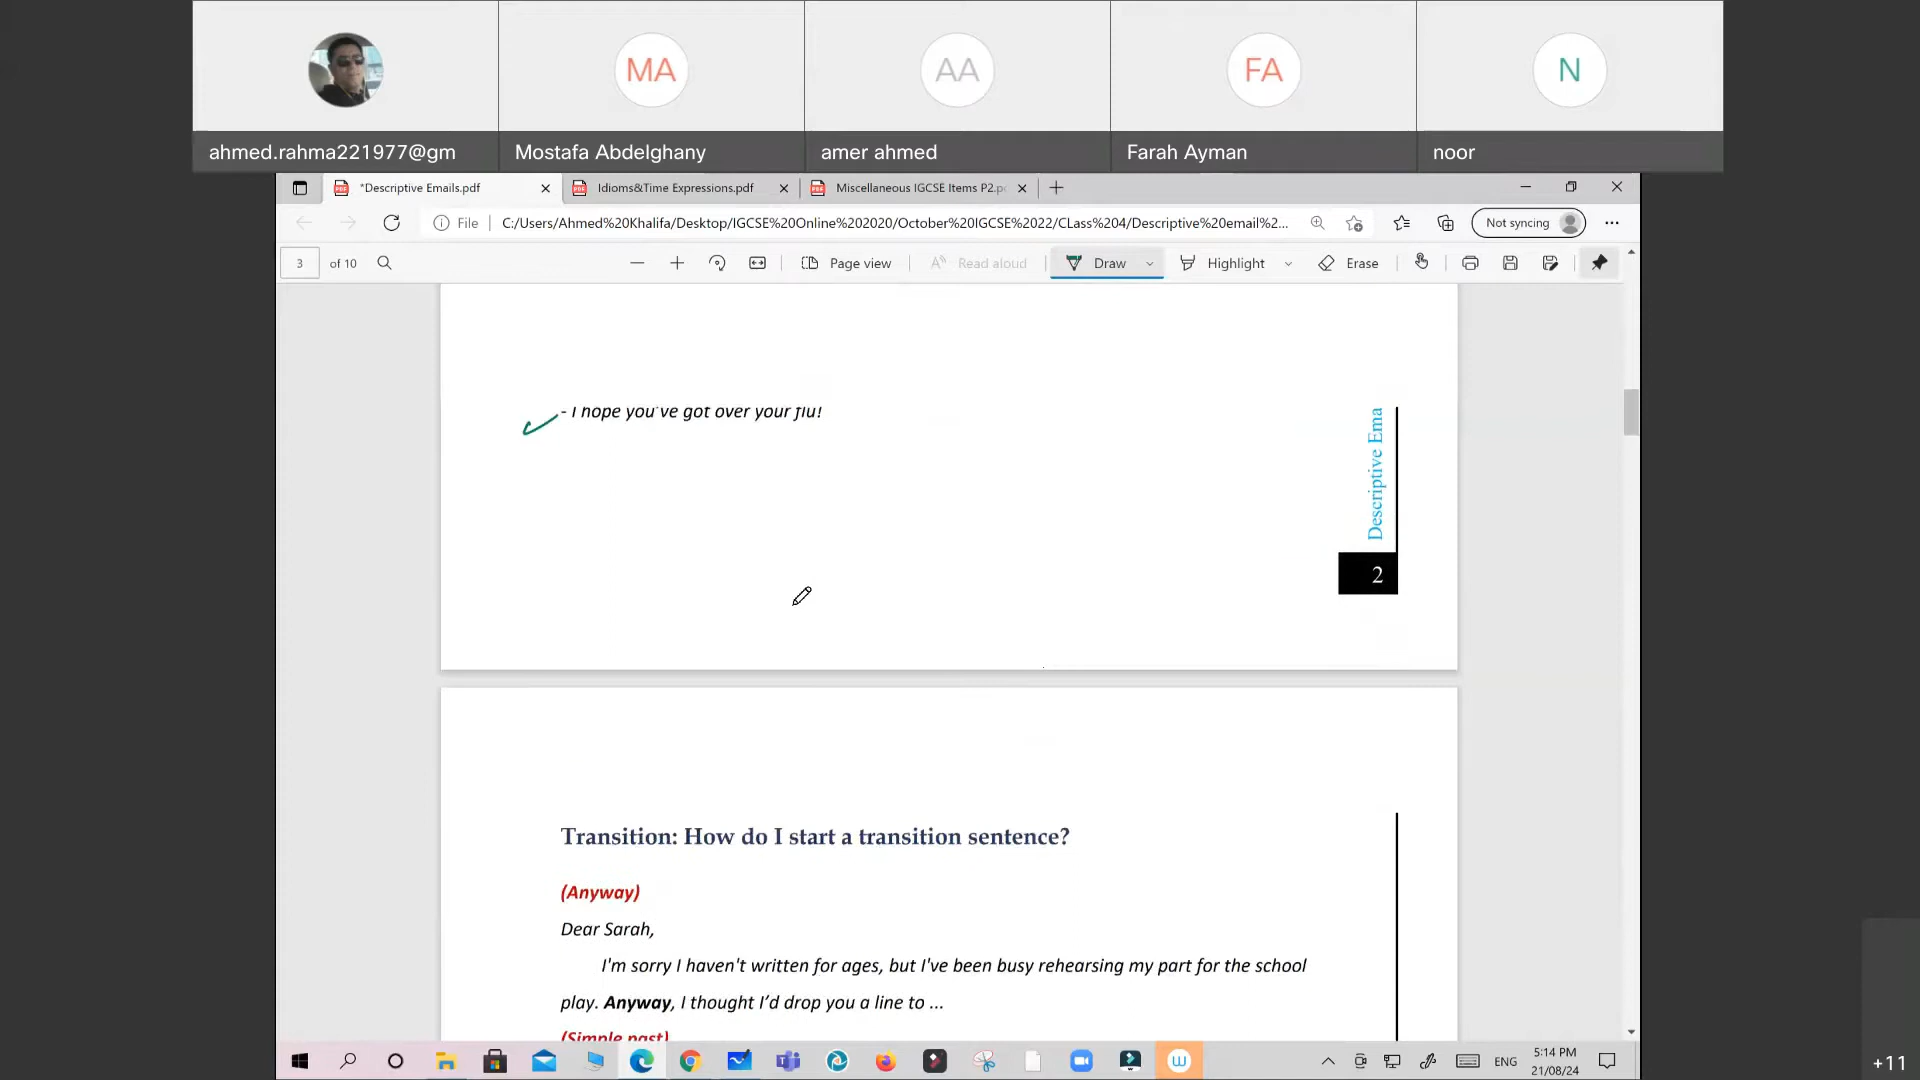 MA
AA
FA
N
ahmed.rahma221977@gm
Mostafa Abdelghany
amer ahmed
Farah Ayman
noor
*Descriptive Emails.pdf
Idioms&Time Expressions.pdf
Miscellaneous IGCSE Items P2.p
File
C:/Users/Ahmed%20Khalifa/Desktop/IGCSE%20Online%202020/October%20IGCSE%2022/CLass%204/Descriptive%20email%2...
Not syncing
3
of 10
Page view
Read aloud
Draw
Highlight
Erase
- I hope you've got over your flu!
Descriptive Ema
2
Transition: How do I start a transition sentence?
(Anyway)
Dear Sarah,
I'm sorry I haven't written for ages, but I've been busy rehearsing my part for the school
play. Anyway, I thought I'd drop you a line to ...
(Simple past)
ENG
5:14 PM
21/08/24
+11